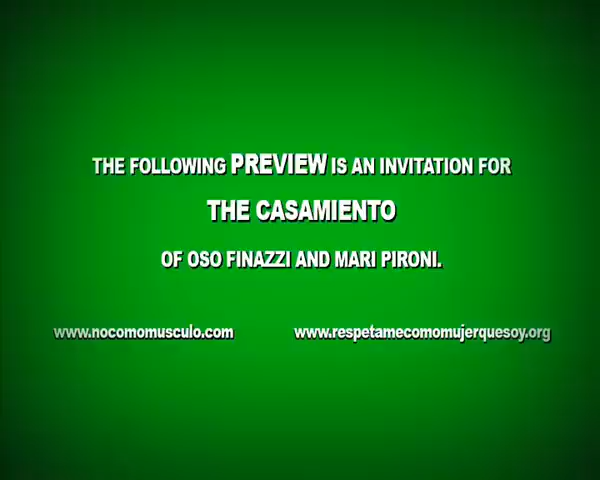 THE FOLLOWING PREVIEW IS AN INVITATION FOR
THE CASAMIENTO
OF OSO FINAZZI AND MARI PIRONI.
www.nocomomusculo.com www.respetamecomomujerquesoy.org